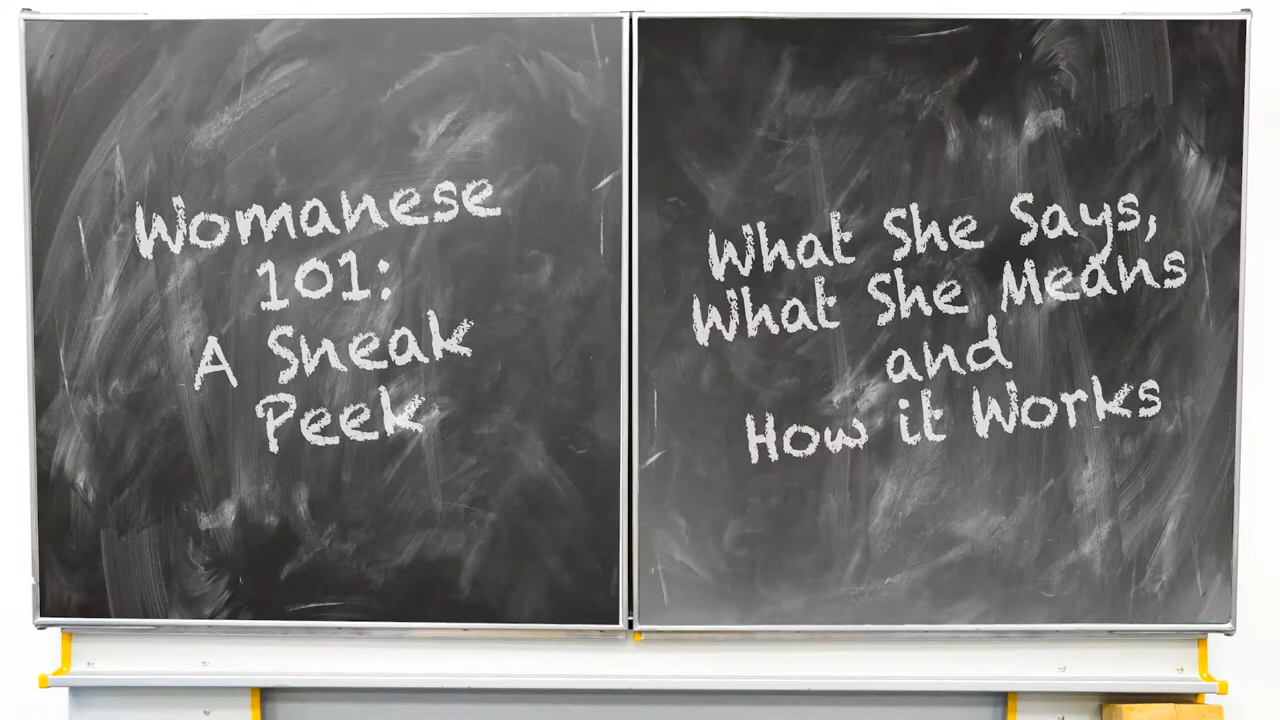 Womanese
101:
A Sneak
Peek
What She Says,
What She Means
and
How it Works